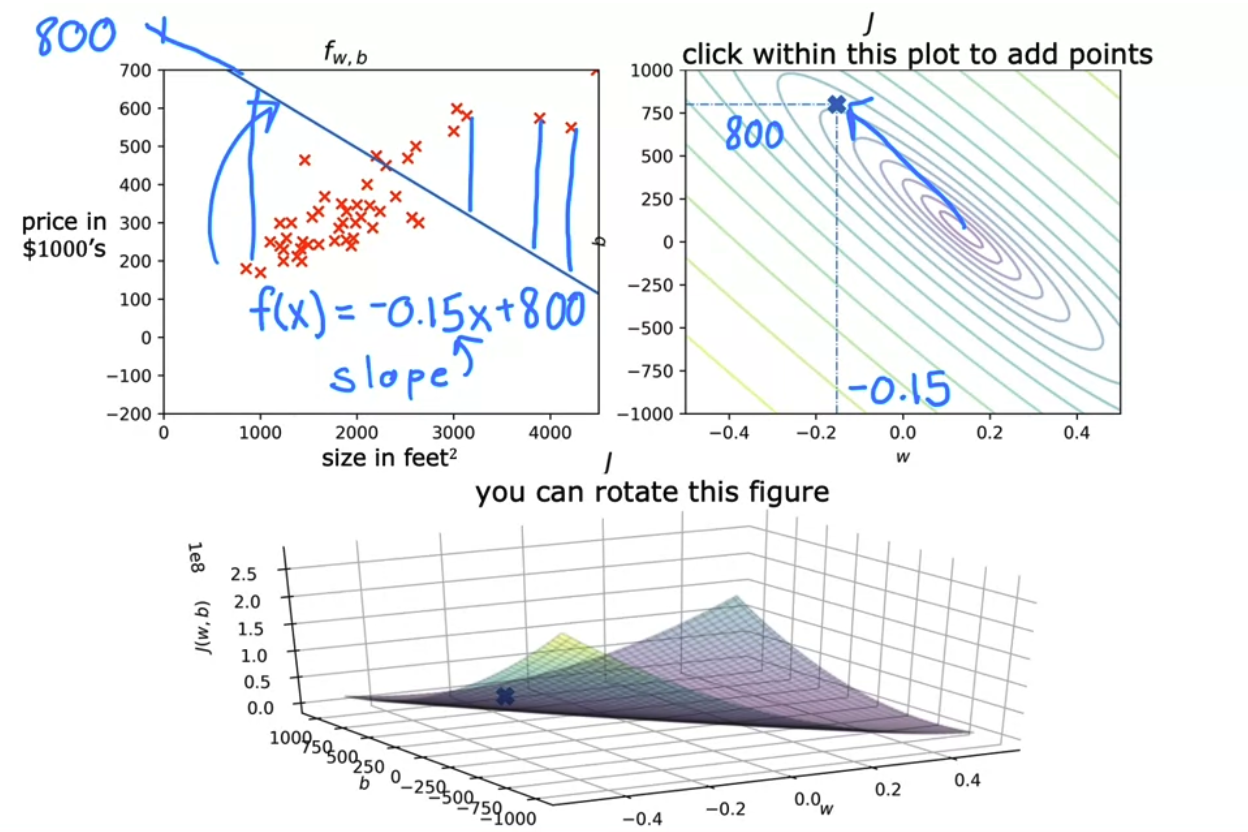 800
f_{w,b}
700
600
500
400
300
200
100
0
−100
−200
price in
$1000's
f(x) = -0.15x+800
slope
0 1000 2000 3000 4000
size in feet²
J
click within this plot to add points
1000
750
500
250
0
−250
−500
−750
−1000
b
800
-0.15
−0.4 −0.2 0.0 0.2 0.4
w
J
you can rotate this figure
1e8
J(w, b)
2.5
2.0
1.5
1.0
0.5
0.0
1000
750
500
250
0
−250
−500
−750
−1000
b
−0.4 −0.2 0.0 0.2 0.4
w